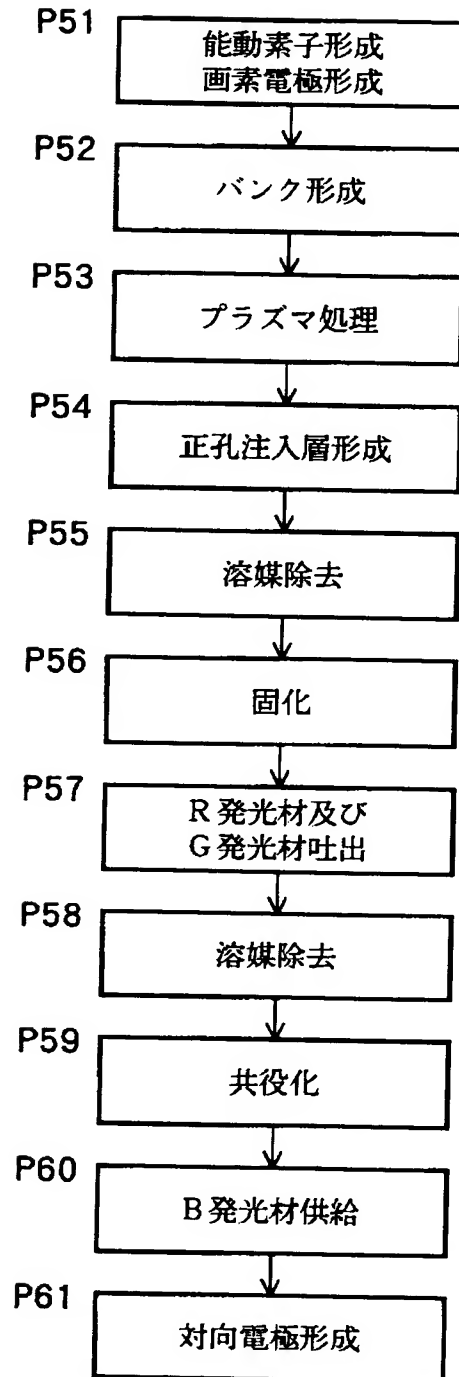 P51
能動素子形成
画素電極形成
P52
バンク形成
P53
プラズマ処理
P54
正孔注入層形成
P55
溶媒除去
P56
固化
P57
R発光材及び
G発光材吐出
P58
溶媒除去
P59
共役化
P60
B発光材供給
P61
対向電極形成